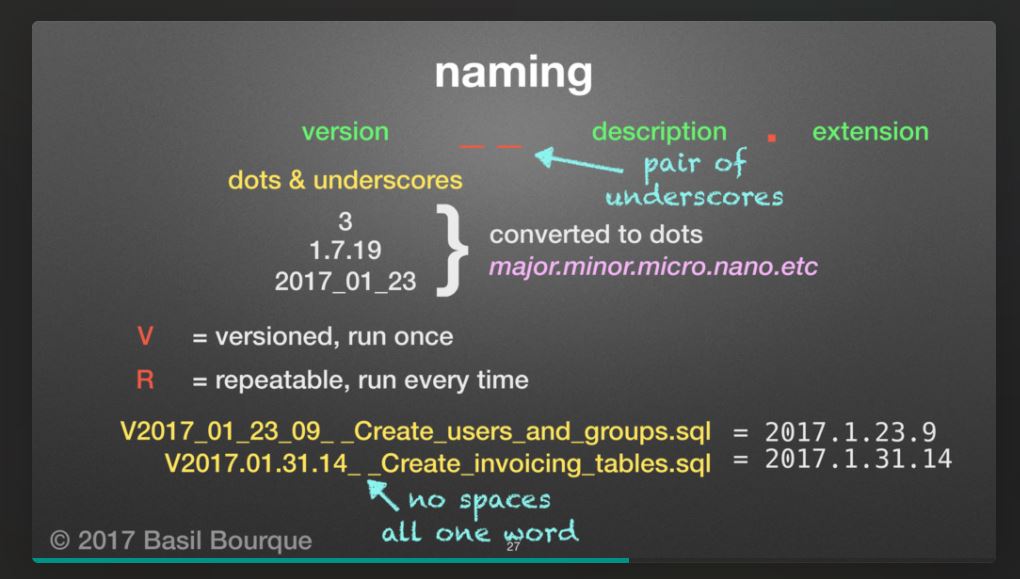 naming
version _ _ description . extension
pair of
underscores
dots & underscores
3
1.7.19
2017_01_23
}
converted to dots
major.minor.micro.nano.etc
V = versioned, run once
R = repeatable, run every time
V2017_01_23_09_ _Create_users_and_groups.sql = 2017.1.23.9
V2017.01.31.14_ _Create_invoicing_tables.sql = 2017.1.31.14
no spaces
all one word
© 2017 Basil Bourque
27